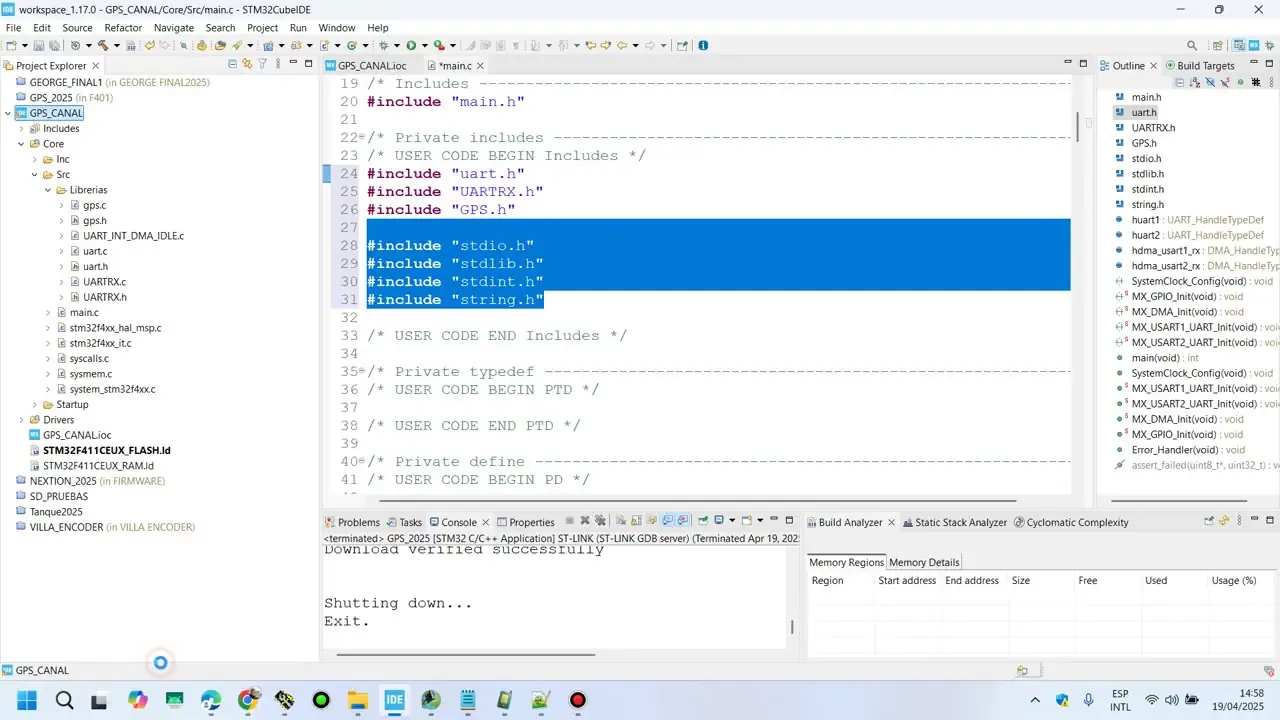 workspace_1.17.0 - GPS_CANAL/Core/Src/main.c - STM32CubeIDE
File Edit Source Refactor Navigate Search Project Run Window Help
Project Explorer
GEORGE_FINAL1 (in GEORGE FINAL2025)
GPS_2025 (in F401)
GPS_CANAL
Includes
Core
Inc
Src
Librerias
gps.c
gps.h
UART_INT_DMA_IDLE.c
uart.c
uart.h
UARTRX.c
UARTRX.h
main.c
stm32f4xx_hal_msp.c
stm32f4xx_it.c
syscalls.c
sysmem.c
system_stm32f4xx.c
Startup
Drivers
GPS_CANAL.ioc
STM32F411CEUX_FLASH.ld
STM32F411CEUX_RAM.ld
NEXTION_2025 (in FIRMWARE)
SD_PRUEBAS
Tanque2025
VILLA_ENCODER (in VILLA ENCODER)
GPS_CANAL.ioc *main.c
19 /* Includes ------------------------------------------------------------------
20 #include "main.h"
21
22 /* Private includes ----------------------------------------------------------
23 /* USER CODE BEGIN Includes */
24 #include "uart.h"
25 #include "UARTRX.h"
26 #include "GPS.h"
27
28 #include "stdio.h"
29 #include "stdlib.h"
30 #include "stdint.h"
31 #include "string.h"
32
33 /* USER CODE END Includes */
34
35 /* Private typedef -----------------------------------------------------------
36 /* USER CODE BEGIN PTD */
37
38 /* USER CODE END PTD */
39
40 /* Private define ------------------------------------------------------------
41 /* USER CODE BEGIN PD */
Outline Build Targets
main.h
uart.h
UARTRX.h
GPS.h
stdio.h
stdlib.h
stdint.h
string.h
huart1 : UART_HandleTypeDef
huart2 : UART_HandleTypeDef
hdma_usart1_rx : DMA_HandleType
hdma_usart2_rx : DMA_HandleType
SystemClock_Config(void) : void
MX_GPIO_Init(void) : void
MX_DMA_Init(void) : void
MX_USART1_UART_Init(void) : void
MX_USART2_UART_Init(void) : void
main(void) : int
SystemClock_Config(void) : void
MX_USART1_UART_Init(void) : void
MX_USART2_UART_Init(void) : void
MX_DMA_Init(void) : void
MX_GPIO_Init(void) : void
Error_Handler(void) : void
assert_failed(uint8_t*, uint32_t) : v
Problems Tasks Console Properties
<terminated> GPS_2025 [STM32 C/C++ Application] ST-LINK (ST-LINK GDB server) (Terminated Apr 19, 202
Download verified successfully
Shutting down...
Exit.
Build Analyzer Static Stack Analyzer Cyclomatic Complexity
Memory Regions Memory Details
Region Start address End address Size Free Used Usage (%)
GPS_CANAL
IDE
ESP
INTL
14:58
19/04/2025